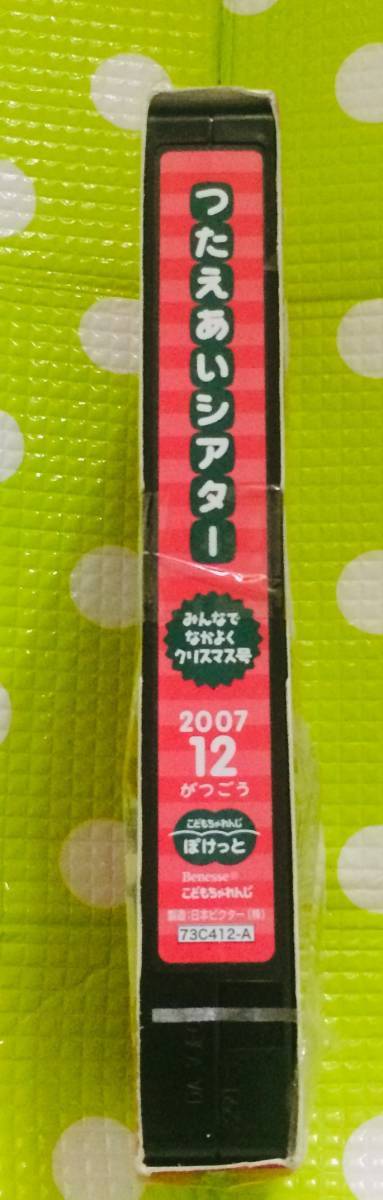 つたえあいシアター
みんなで
なかよく
クリスマス号
2007
12
がつごう
こどもちゃれんじ
ぽけっと
Benesse®
こどもちゃれんじ
製造:日本ビクター(株)
73C412-A